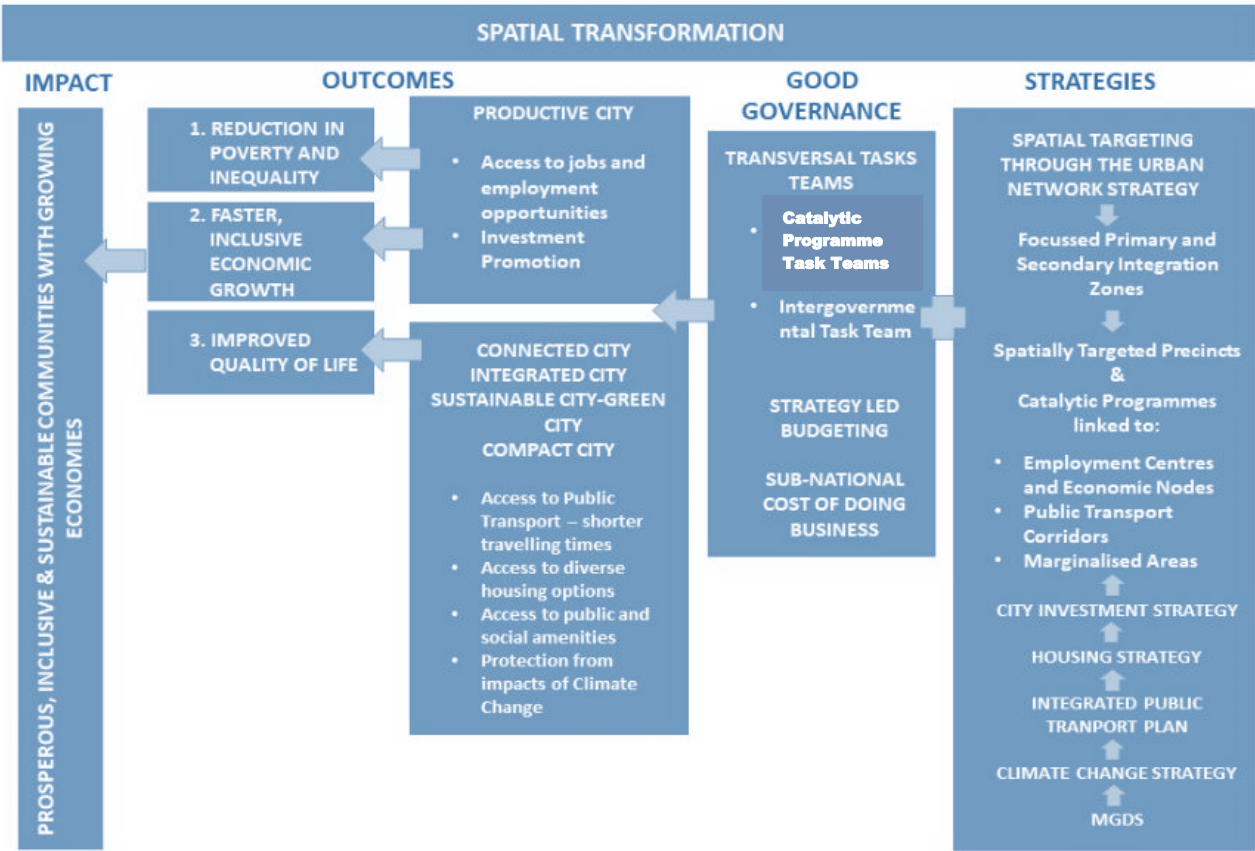 SPATIAL TRANSFORMATION
IMPACT
PROSPEROUS, INCLUSIVE & SUSTAINABLE COMMUNITIES WITH GROWING
ECONOMIES
OUTCOMES
1. REDUCTION IN
POVERTY AND
INEQUALITY
2. FASTER,
INCLUSIVE
ECONOMIC
GROWTH
3. IMPROVED
QUALITY OF LIFE
PRODUCTIVE CITY
• Access to jobs and
employment
opportunities
• Investment
Promotion
CONNECTED CITY
INTEGRATED CITY
SUSTAINABLE CITY-GREEN
CITY
COMPACT CITY
• Access to Public
Transport – shorter
travelling times
• Access to diverse
housing options
• Access to public and
social amenities
• Protection from
impacts of Climate
Change
GOOD
GOVERNANCE
TRANSVERSAL TASKS
TEAMS
• Catalytic
Programme
Task Teams
• Intergovernme
ntal Task Team
STRATEGY LED
BUDGETING
SUB-NATIONAL
COST OF DOING
BUSINESS
STRATEGIES
SPATIAL TARGETING
THROUGH THE URBAN
NETWORK STRATEGY
Focussed Primary and
Secondary Integration
Zones
Spatially Targeted Precincts
&
Catalytic Programmes
linked to:
• Employment Centres
and Economic Nodes
• Public Transport
Corridors
• Marginalised Areas
CITY INVESTMENT STRATEGY
HOUSING STRATEGY
INTEGRATED PUBLIC
TRANPORT PLAN
CLIMATE CHANGE STRATEGY
MGDS